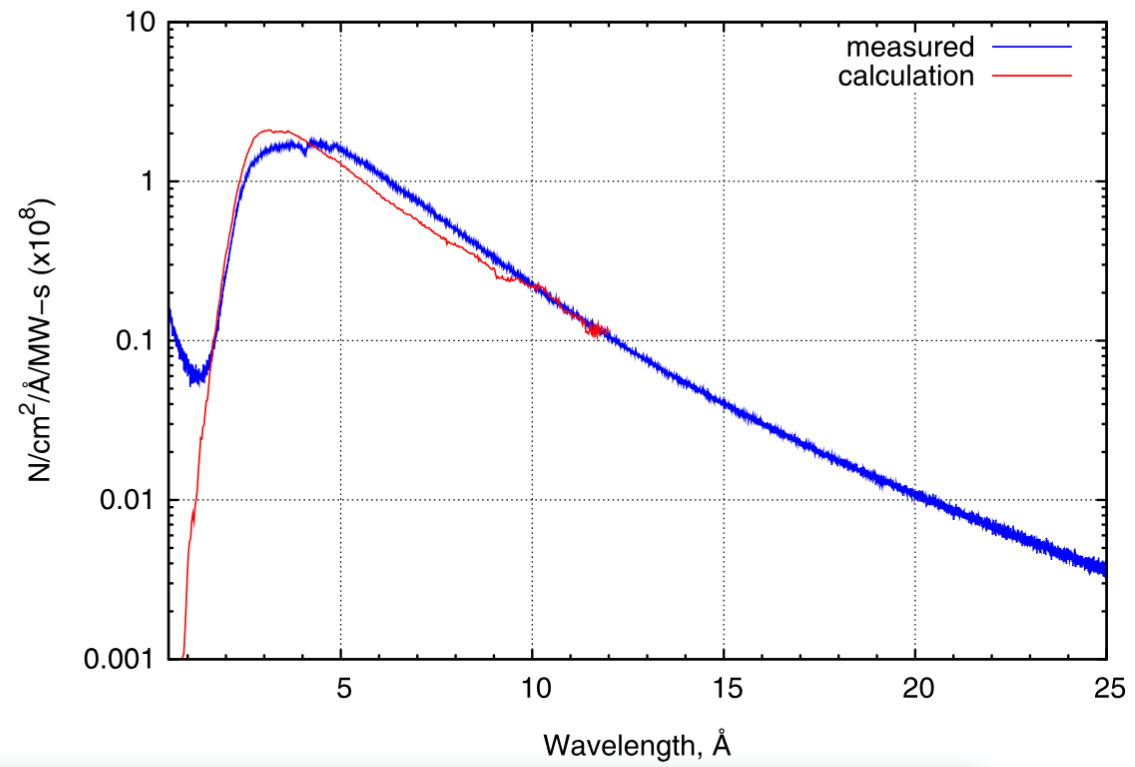 10
1
0.1
0.01
0.001
N/cm²/Å/MW−s (x10⁸)
measured
calculation
5 10 15 20 25
Wavelength, Å